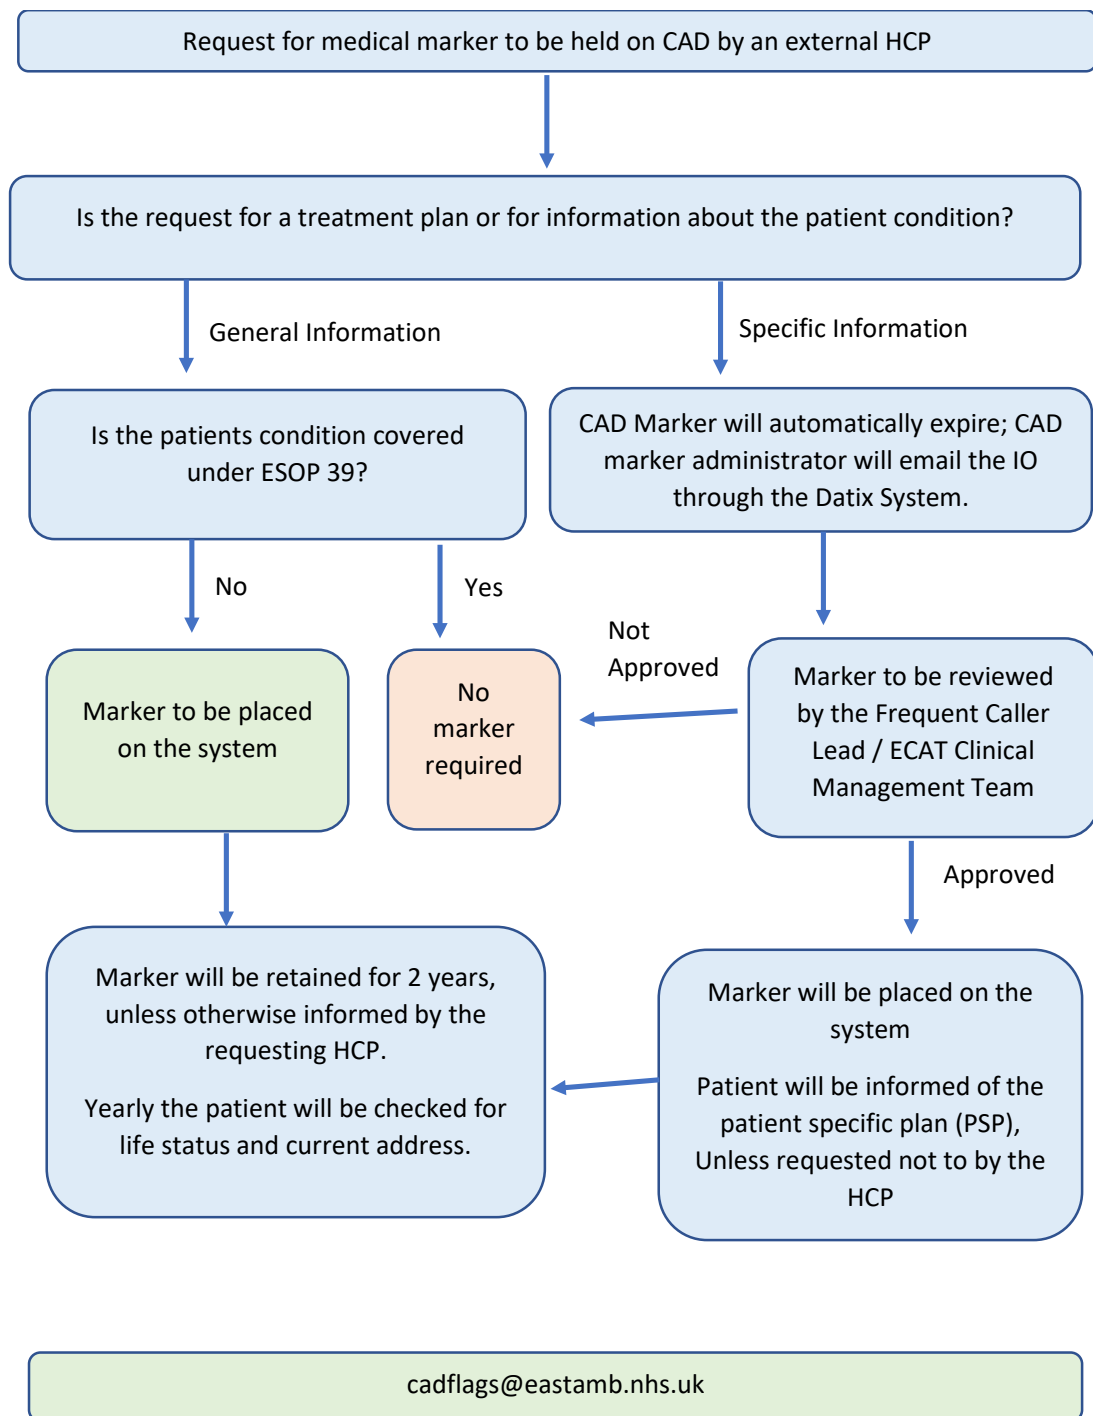 Request for medical marker to be held on CAD by an external HCP
Is the request for a treatment plan or for information about the patient condition?
General Information
Specific Information
Is the patients condition covered
under ESOP 39?
CAD Marker will automatically expire; CAD
marker administrator will email the IO
through the Datix System.
No
Yes
Not
Approved
Marker to be placed
on the system
No
marker
required
Marker to be reviewed
by the Frequent Caller
Lead / ECAT Clinical
Management Team
Approved
Marker will be retained for 2 years,
unless otherwise informed by the
requesting HCP.
Yearly the patient will be checked for
life status and current address.
Marker will be placed on the
system
Patient will be informed of the
patient specific plan (PSP),
Unless requested not to by the
HCP
cadflags@eastamb.nhs.uk